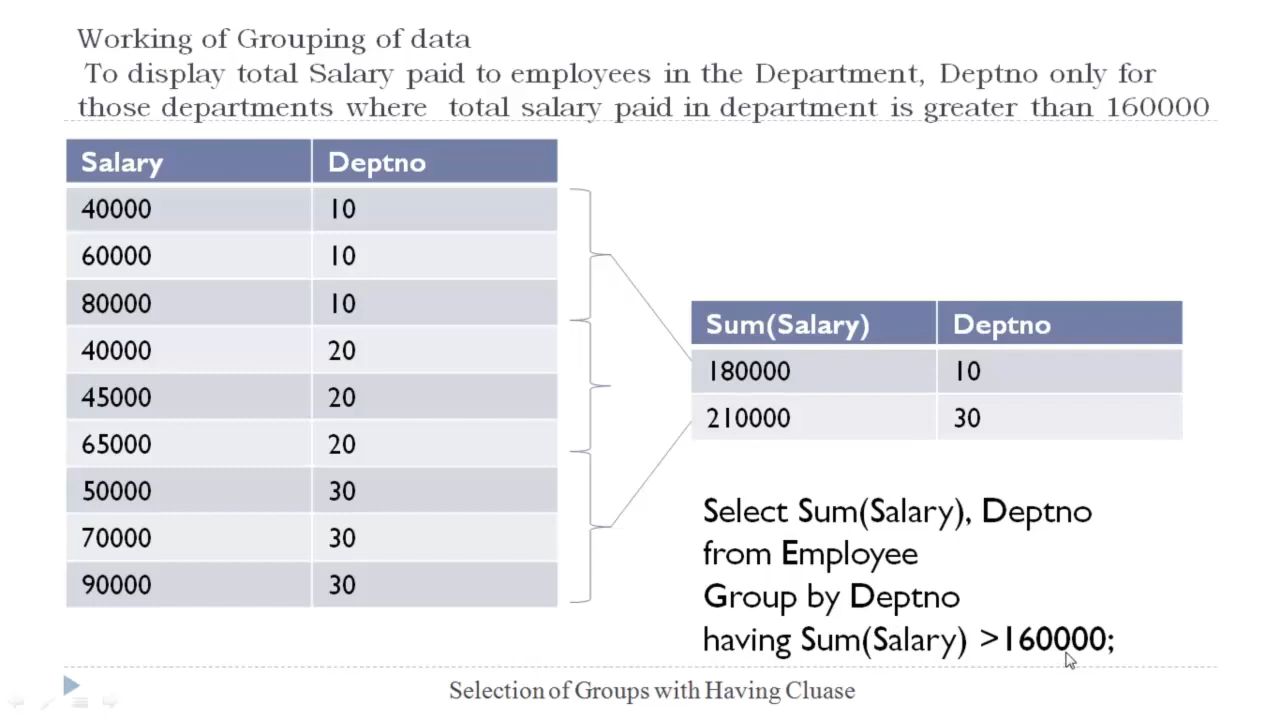 Working of Grouping of data
To display total Salary paid to employees in the Department, Deptno only for
those departments where total salary paid in department is greater than 160000
Salary Deptno
40000 10
60000 10
80000 10
40000 20
45000 20
65000 20
50000 30
70000 30
90000 30
Sum(Salary) Deptno
180000 10
210000 30
Select Sum(Salary), Deptno
from Employee
Group by Deptno
having Sum(Salary) >160000;
Selection of Groups with Having Cluase